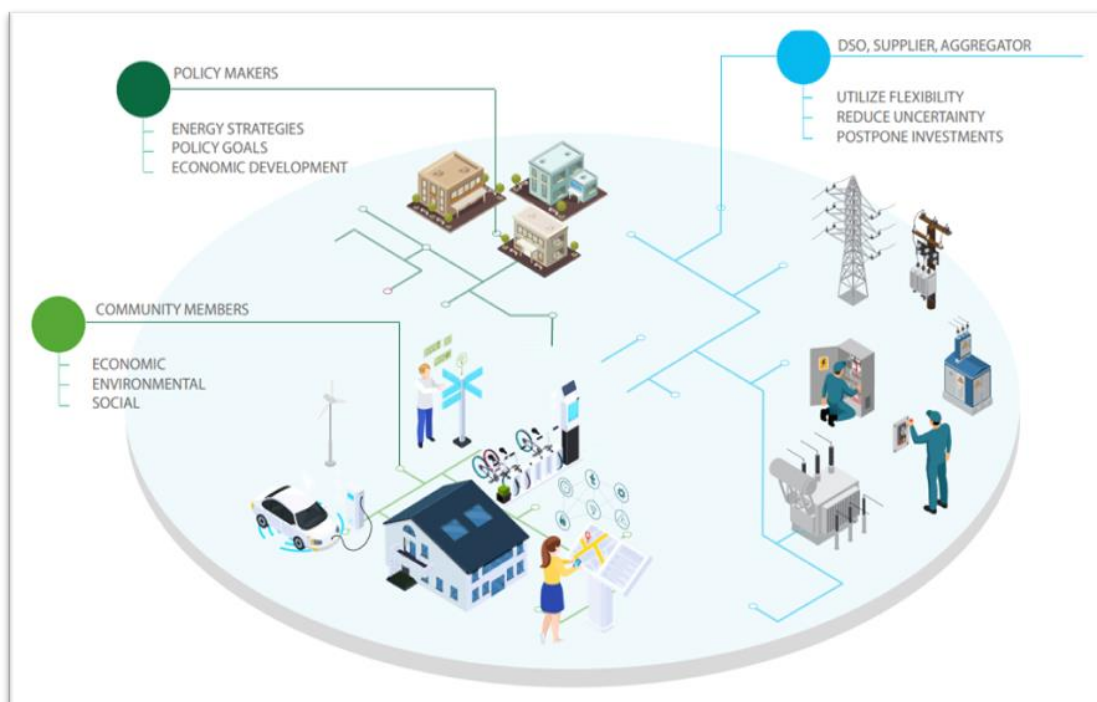 POLICY MAKERS
ENERGY STRATEGIES
POLICY GOALS
ECONOMIC DEVELOPMENT
DSO, SUPPLIER, AGGREGATOR
UTILIZE FLEXIBILITY
REDUCE UNCERTAINTY
POSTPONE INVESTMENTS
COMMUNITY MEMBERS
ECONOMIC
ENVIRONMENTAL
SOCIAL